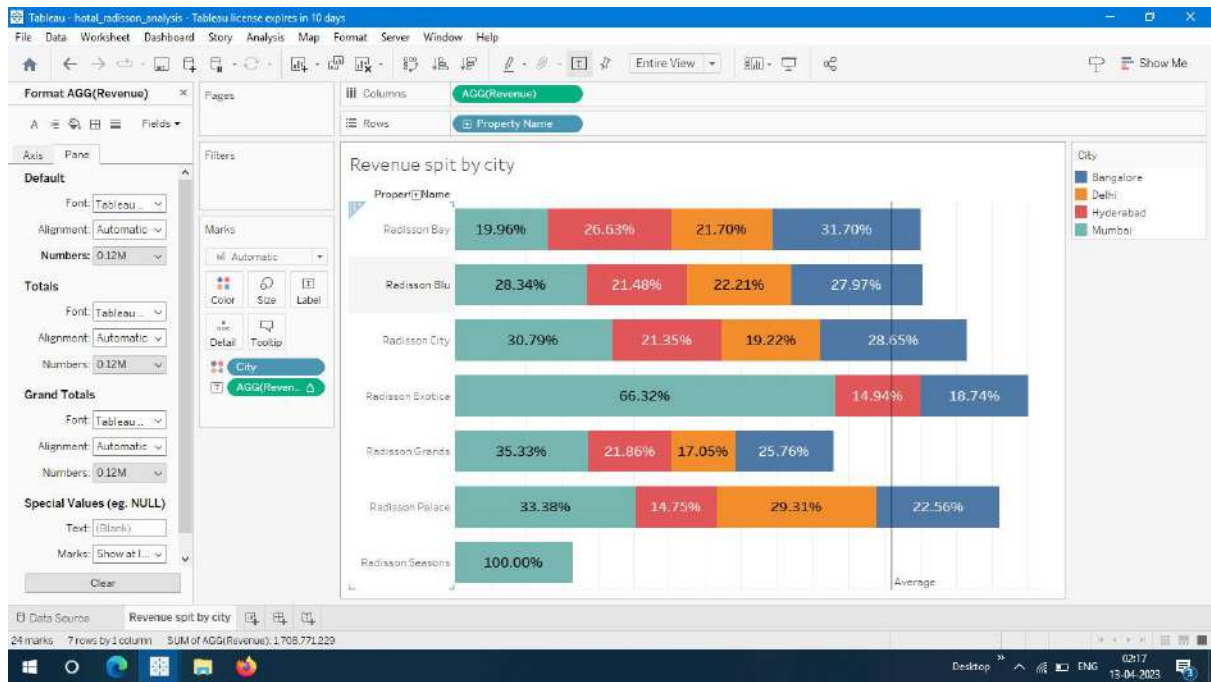 Tableau - hotal_radisson_analysis - Tableau license expires in 10 days
File Data Worksheet Dashboard Story Analysis Map Format Server Window Help
Entire View
Show Me
Format AGG(Revenue) ×
Fields
Axis Pane
Default
Font: Tableau ...
Alignment: Automatic
Numbers: 0.12M
Totals
Font: Tableau ...
Alignment: Automatic
Numbers: 0.12M
Grand Totals
Font: Tableau ...
Alignment: Automatic
Numbers: 0.12M
Special Values (eg. NULL)
Text: (Blank)
Marks: Show at I...
Clear
Pages
Filters
Marks
Automatic
Color Size Label
Detail Tooltip
City
AGG(Reven..
Columns AGG(Revenue)
Rows Property Name
Revenue spit by city
Property Name
Radisson Bay 19.96% 26.63% 21.70% 31.70%
Radisson Blu 28.34% 21.48% 22.21% 27.97%
Radisson City 30.79% 21.35% 19.22% 28.65%
Radisson Exotica 66.32% 14.94% 18.74%
Radisson Grands 35.33% 21.86% 17.05% 25.76%
Radisson Palace 33.38% 14.75% 29.31% 22.56%
Radisson Seasons 100.00%
Average
City
Bangalore
Delhi
Hyderabad
Mumbai
Data Source Revenue spit by city
24 marks 7 rows by 1 column SUM of AGG(Revenue): 1,708,771,229
Desktop ENG 02:17
13-04-2023